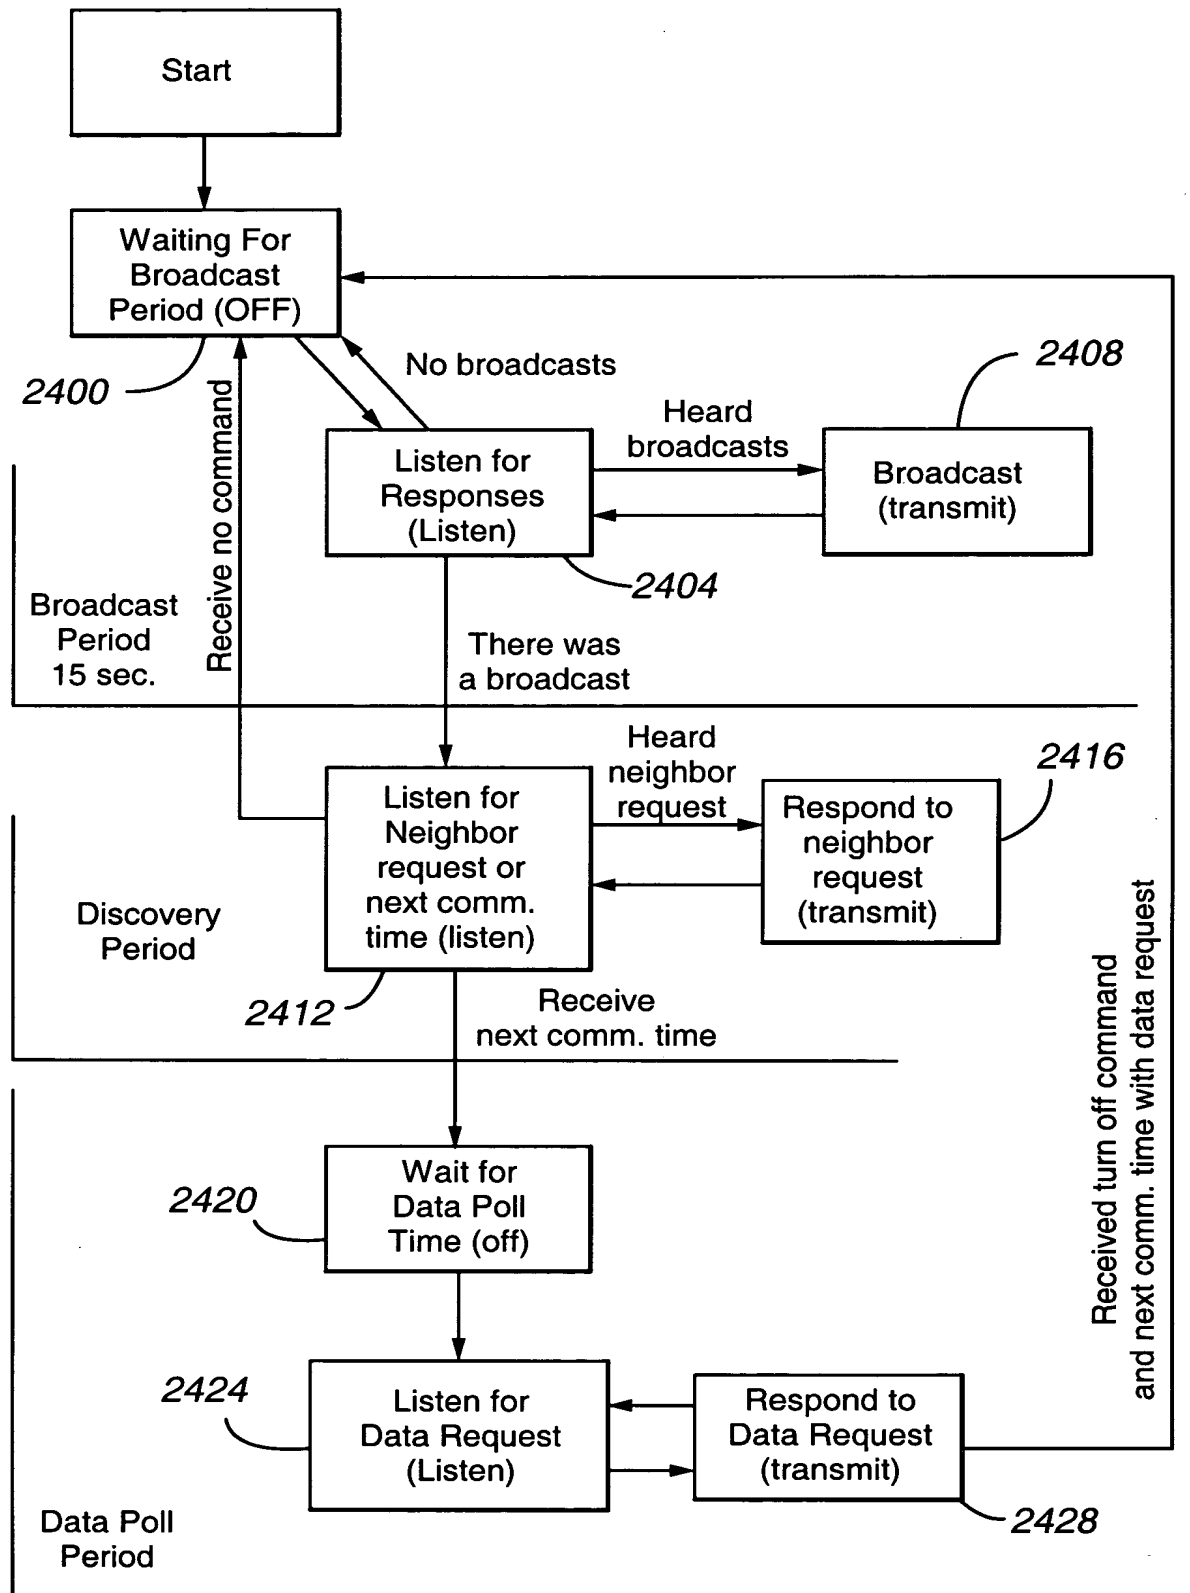 Start
Waiting For
Broadcast
Period (OFF)
2400
No broadcasts
2408
Heard
broadcasts
Receive no command
Listen for
Responses
(Listen)
Broadcast
(transmit)
2404
Broadcast
Period
15 sec.
There was
a broadcast
Heard
neighbor
request
2416
Listen for
Neighbor
request or
next comm.
time (listen)
Respond to
neighbor
request
(transmit)
Discovery
Period
2412
Receive
next comm. time
Received turn off command
and next comm. time with data request
Wait for
Data Poll
Time (off)
2420
2424
Listen for
Data Request
(Listen)
Respond to
Data Request
(transmit)
2428
Data Poll
Period